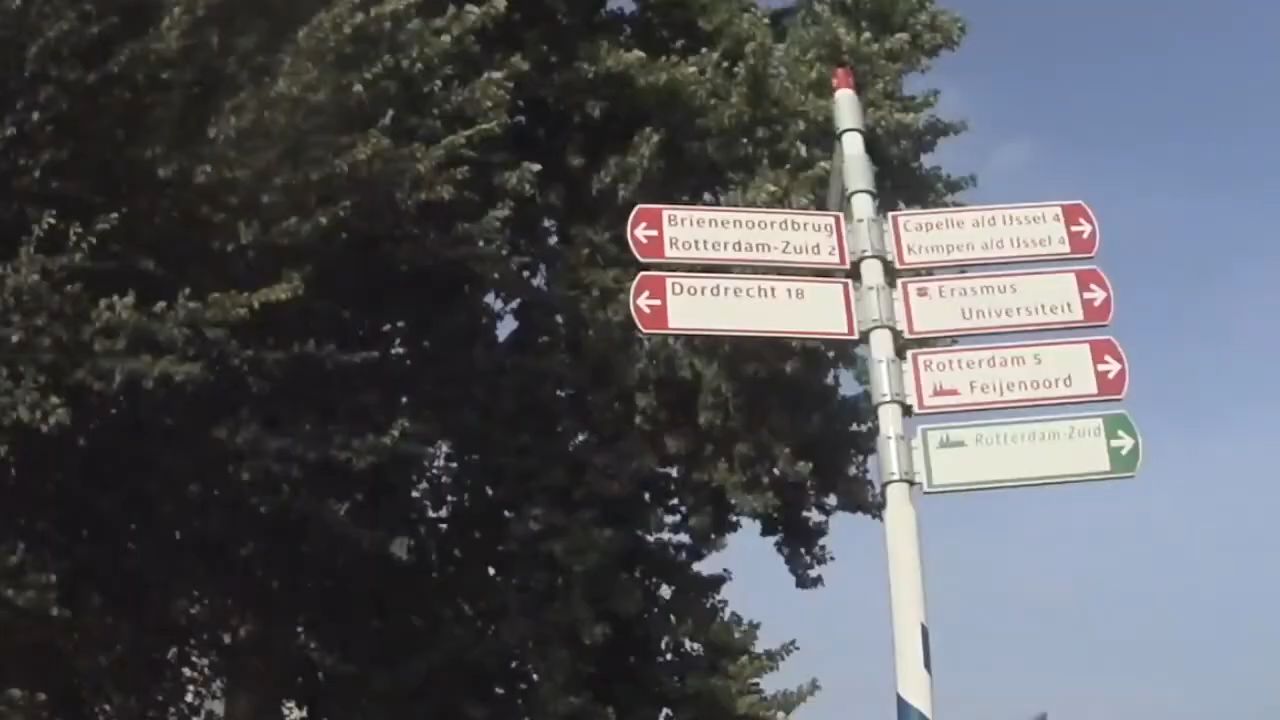 Brienenoordbrug
Rotterdam-Zuid 2
Dordrecht 18
Capelle a/d IJssel 4
Krimpen a/d IJssel 4
Erasmus
Universiteit
Rotterdam 5
Feijenoord
Rotterdam-Zuid